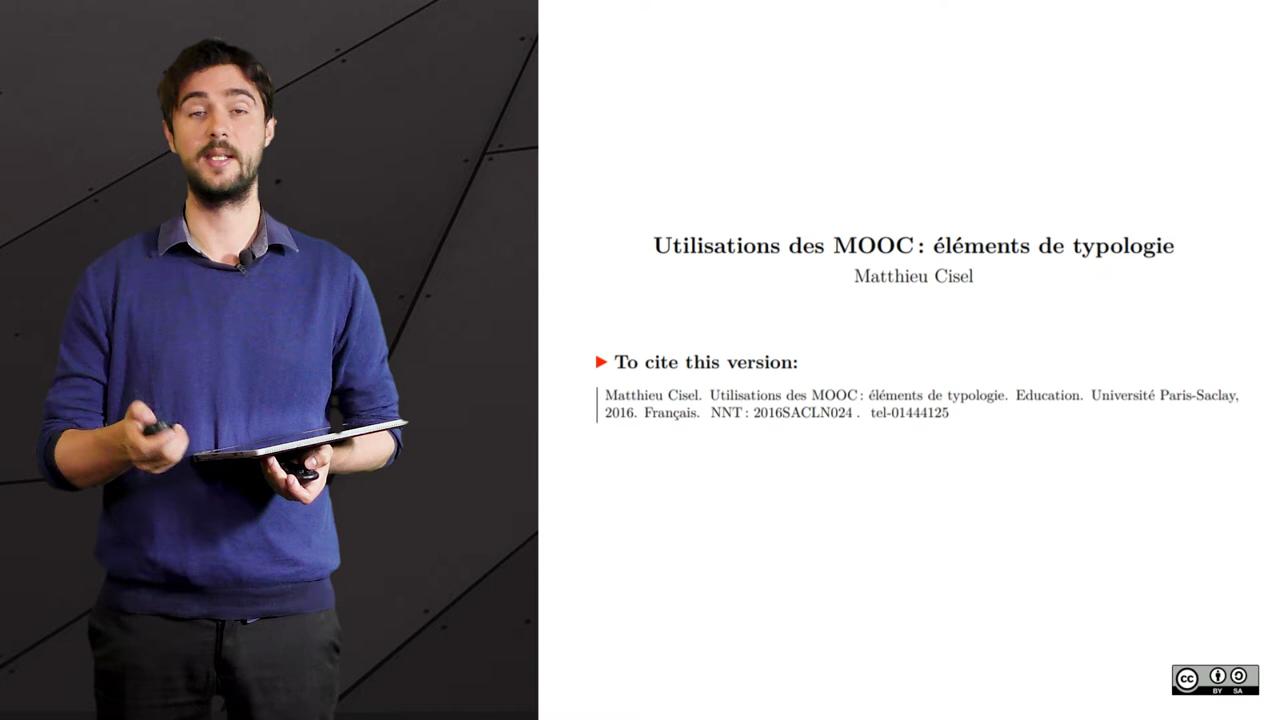 Utilisations des MOOC : éléments de typologie
Matthieu Cisel
To cite this version:
Matthieu Cisel. Utilisations des MOOC : éléments de typologie. Education. Université Paris-Saclay,
2016. Français. NNT : 2016SACLN024 . tel-01444125
CC
BY SA